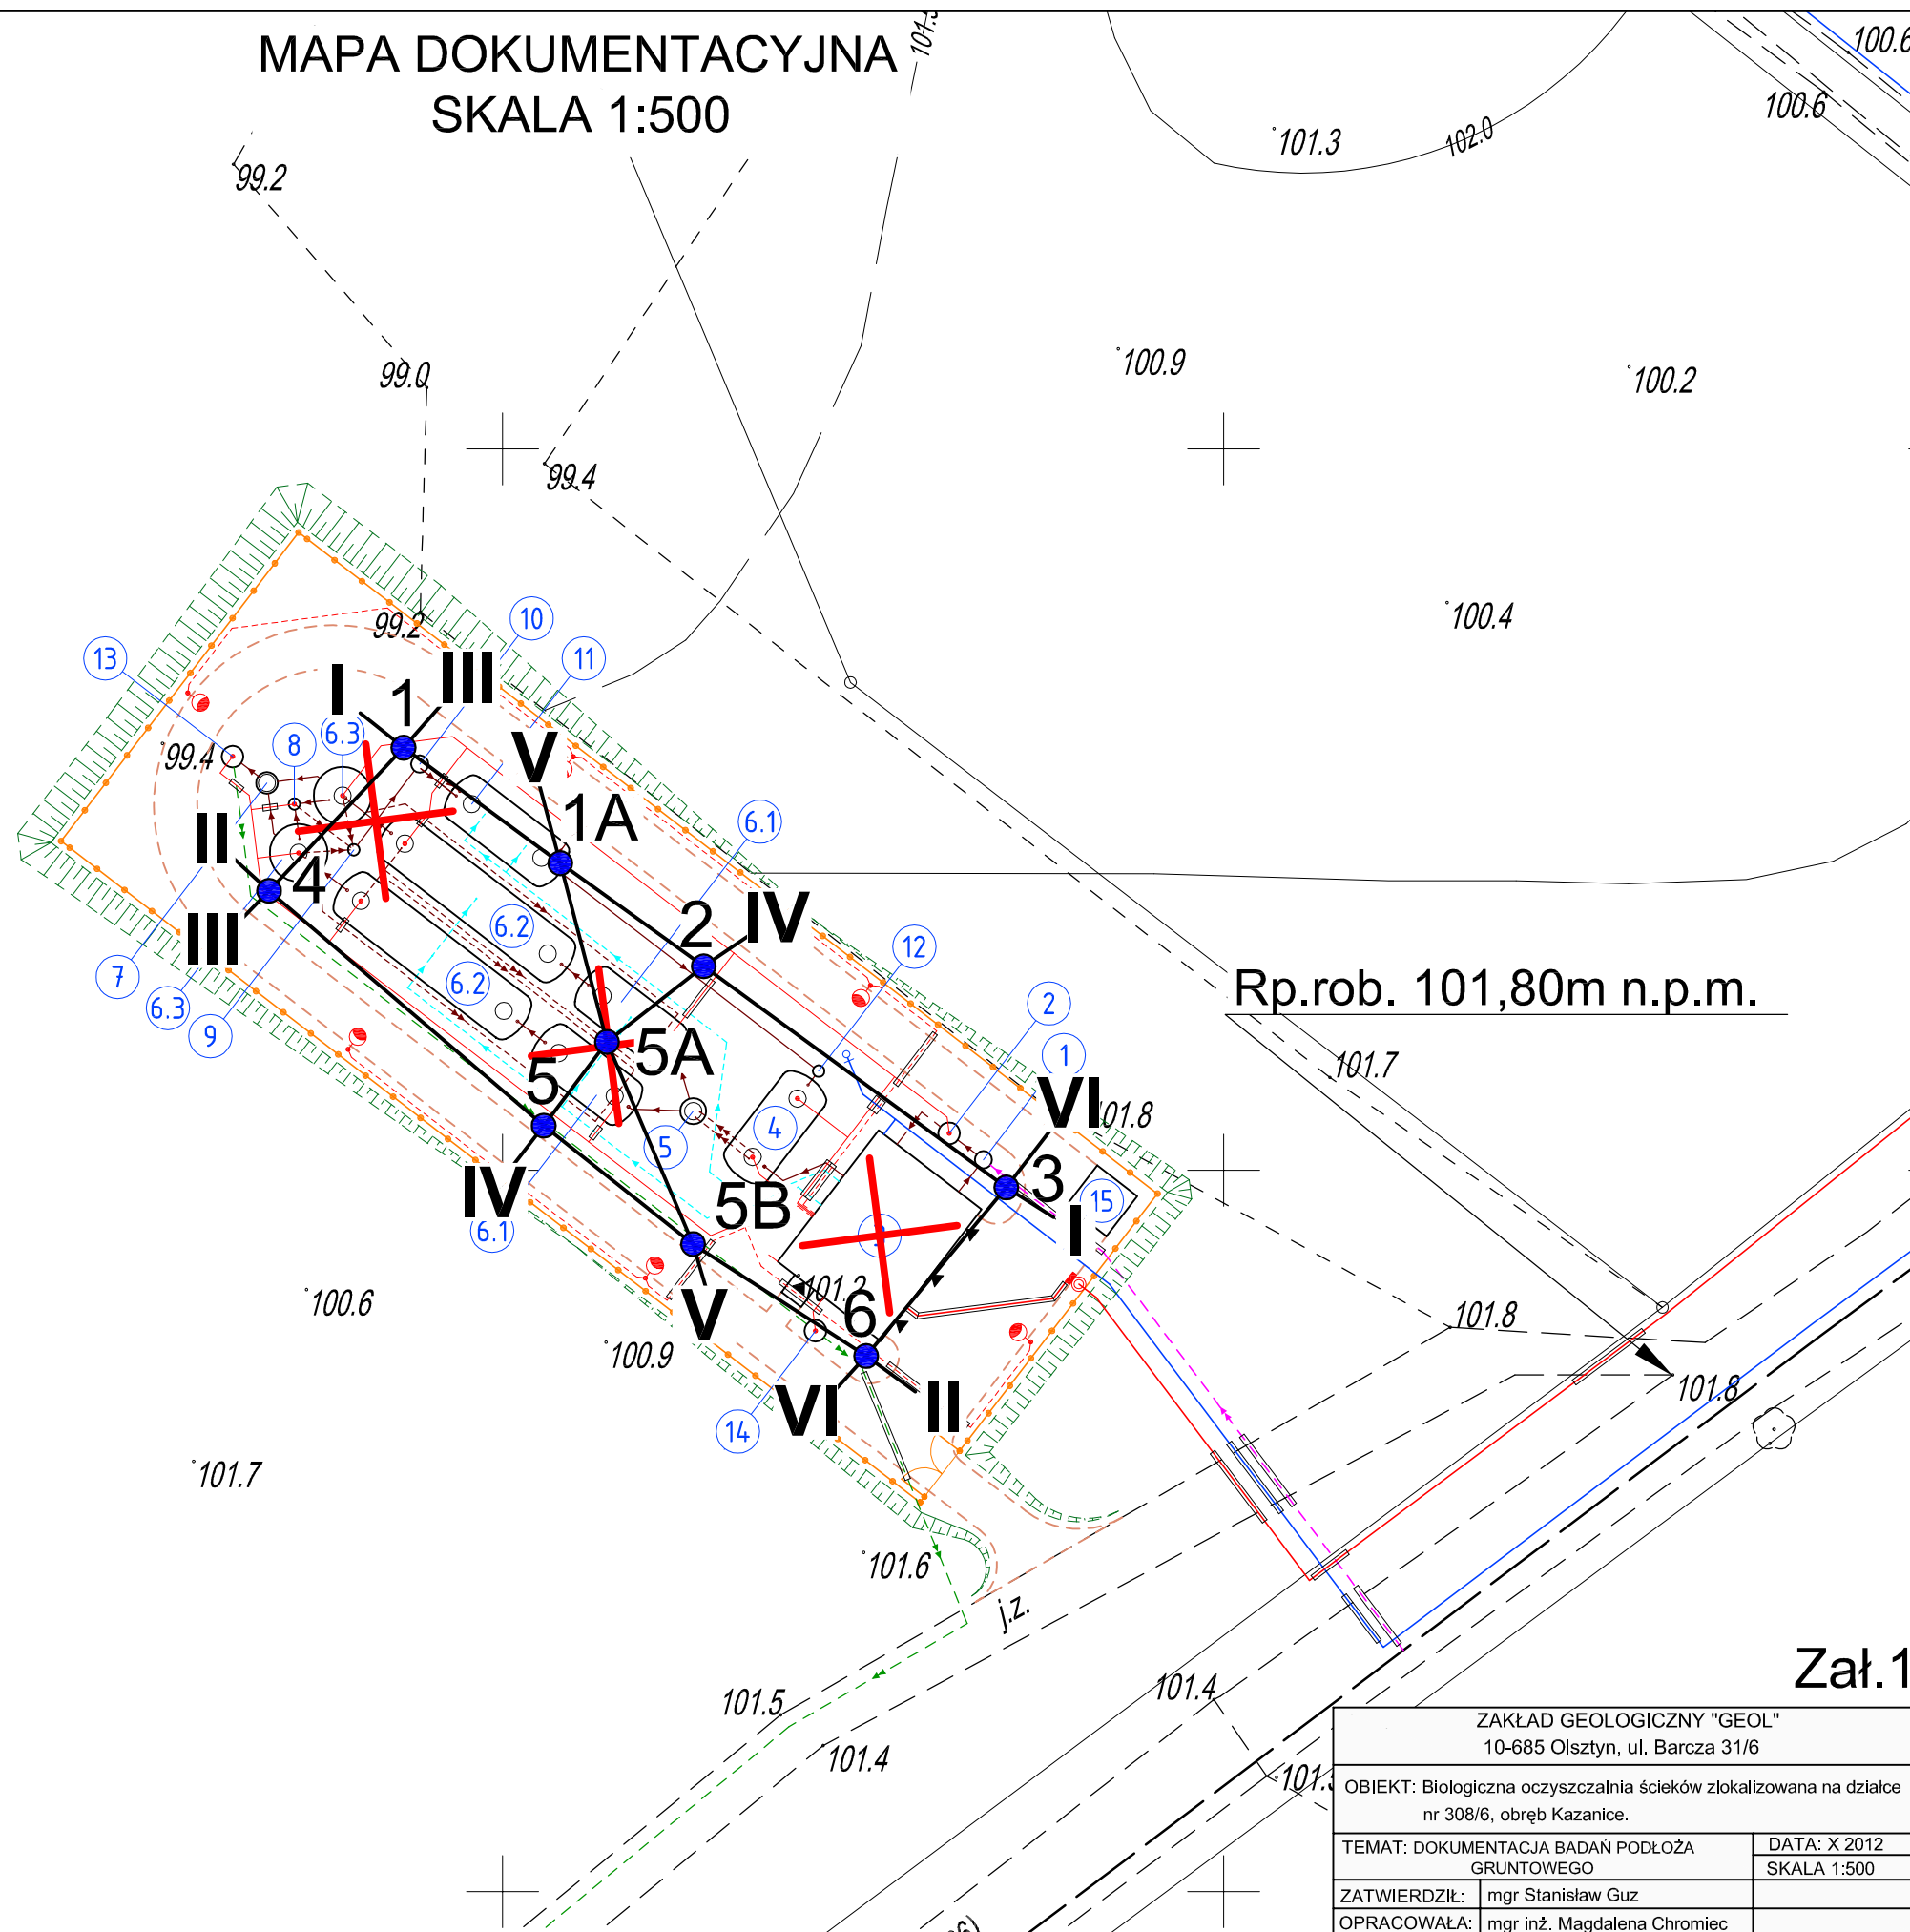 MAPA DOKUMENTACYJNA
SKALA 1:500
100.6
100.6
101.3
102.0
99.2
99.0
100.9
100.2
99.4
100.4
99.2
10
11
13
I
1
III
V
99.4
8
6.3
1A
6.1
II
4
6.2
2
IV
12
III
7
6.2
6.3
9
Rp.rob. 101,80m n.p.m.
2
1
5A
5
101.7
VI
101.8
4
5
3
15
IV
6.1
5B
I
101.2
100.6
V
6
101.8
100.9
101.8
VI
II
14
101.7
101.6
j.z.
Zał.1
101.5
101.4
101.4
ZAKŁAD GEOLOGICZNY "GEOL"
10-685 Olsztyn, ul. Barcza 31/6
OBIEKT: Biologiczna oczyszczalnia ścieków zlokalizowana na działce
nr 308/6, obręb Kazanice.
TEMAT: DOKUMENTACJA BADAŃ PODŁOŻA
GRUNTOWEGO
DATA: X 2012
SKALA 1:500
ZATWIERDZIŁ: mgr Stanisław Guz
OPRACOWAŁA: mgr inż. Magdalena Chromiec